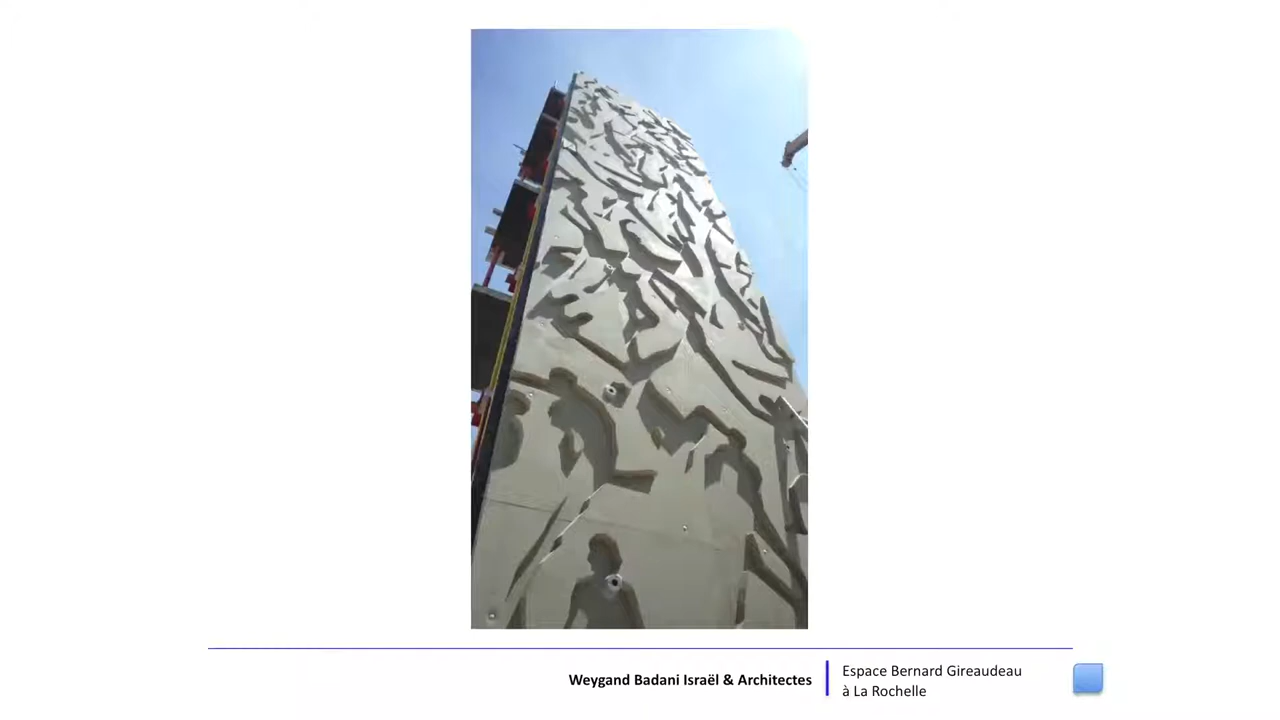 Weygand Badani Israël & Architectes
Espace Bernard Gireaudeau
à La Rochelle